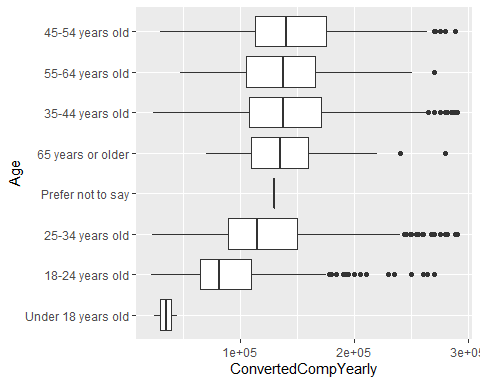 45-54 years old
55-64 years old
35-44 years old
65 years or older
Prefer not to say
25-34 years old
18-24 years old
Under 18 years old
Age
1e+05
2e+05
3e+05
ConvertedCompYearly